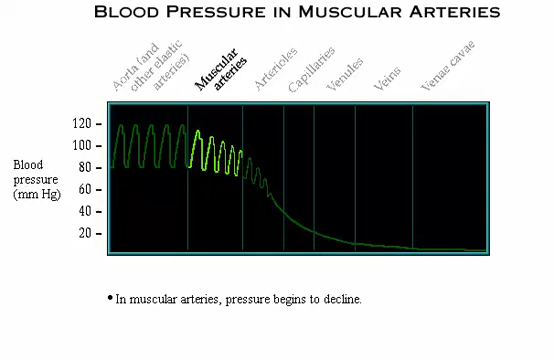 BLOOD PRESSURE IN MUSCULAR ARTERIES
Aorta (and
other elastic
arteries)
Muscular
arteries
Arterioles
Capillaries
Venules
Veins
Venae cavae
120
100
80
60
40
20
Blood
pressure
(mm Hg)
• In muscular arteries, pressure begins to decline.